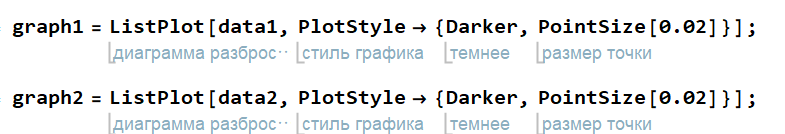 graph1 = ListPlot[data1, PlotStyle → {Darker, PointSize[0.02]}];
диаграмма разброс·· стиль графика темнее размер точки
graph2 = ListPlot[data2, PlotStyle → {Darker, PointSize[0.02]}];
диаграмма разброс·· стиль графика темнее размер точки